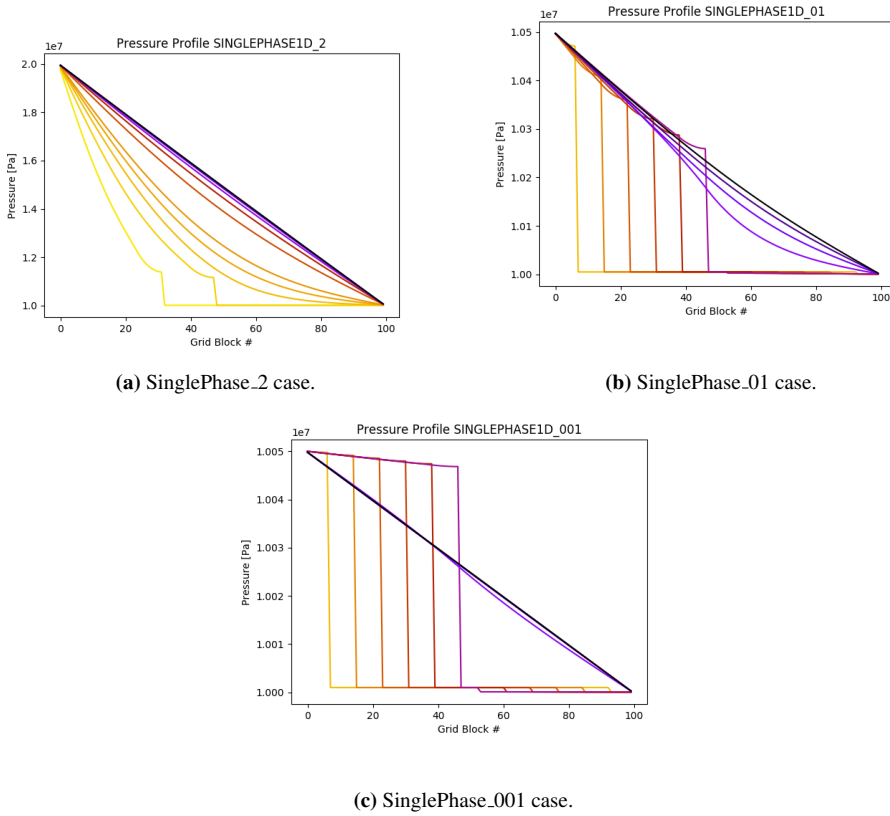 Pressure Profile SINGLEPHASE1D_2
1e7
2.0
1.8
1.6
1.4
1.2
1.0
Pressure [Pa]
0 20 40 60 80 100
Grid Block #
(a) SinglePhase_2 case.
Pressure Profile SINGLEPHASE1D_01
1e7
1.05
1.04
1.03
1.02
1.01
1.00
Pressure [Pa]
0 20 40 60 80 100
Grid Block #
(b) SinglePhase_01 case.
Pressure Profile SINGLEPHASE1D_001
1e7
1.005
1.004
1.003
1.002
1.001
1.000
Pressure [Pa]
0 20 40 60 80 100
Grid Block #
(c) SinglePhase_001 case.